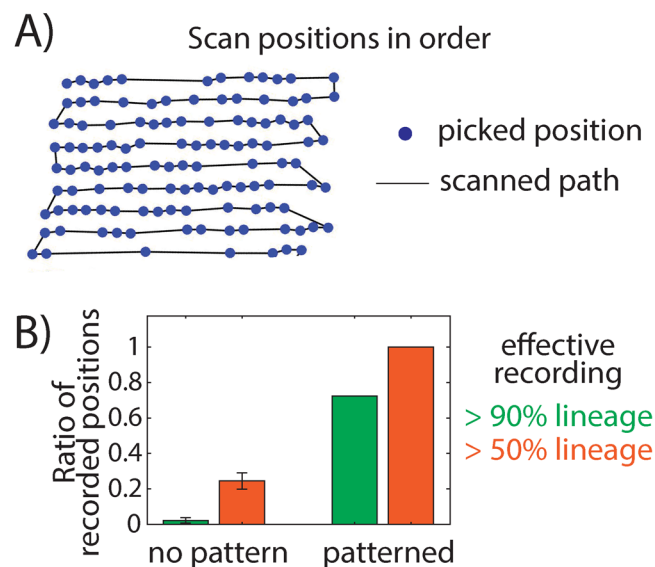 A)
Scan positions in order
picked position
scanned path
B)
Ratio of
recorded positions
1
0.8
0.6
0.4
0.2
0
no pattern
patterned
effective
recording
> 90% lineage
> 50% lineage